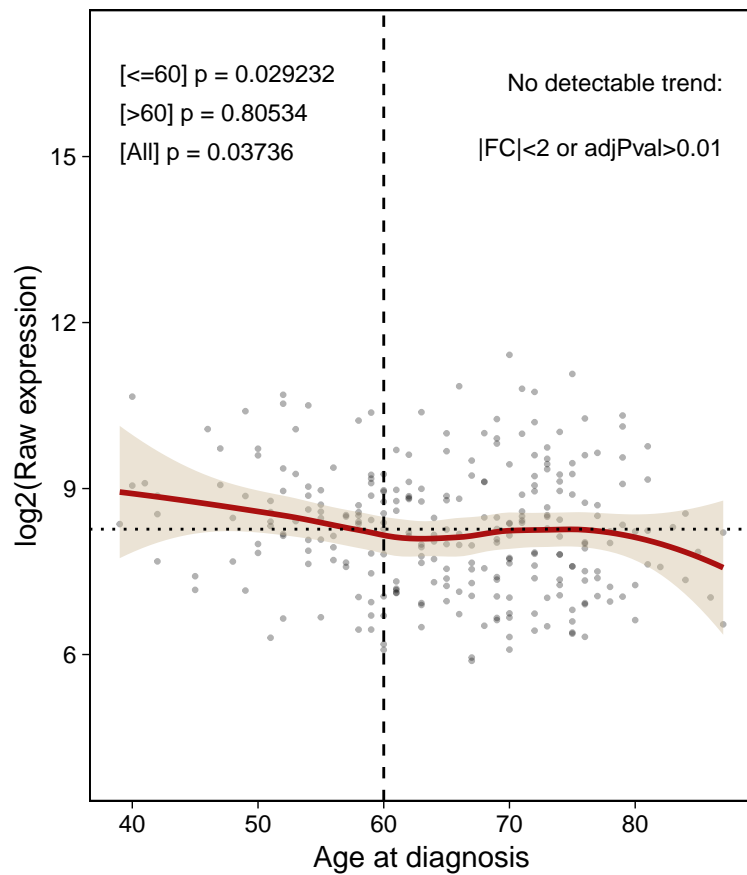 [<=60] p = 0.029232
[>60] p = 0.80534
[All] p = 0.03736
No detectable trend:
|FC|<2 or adjPval>0.01
log2(Raw expression)
15
12
9
6
40 50 60 70 80
Age at diagnosis